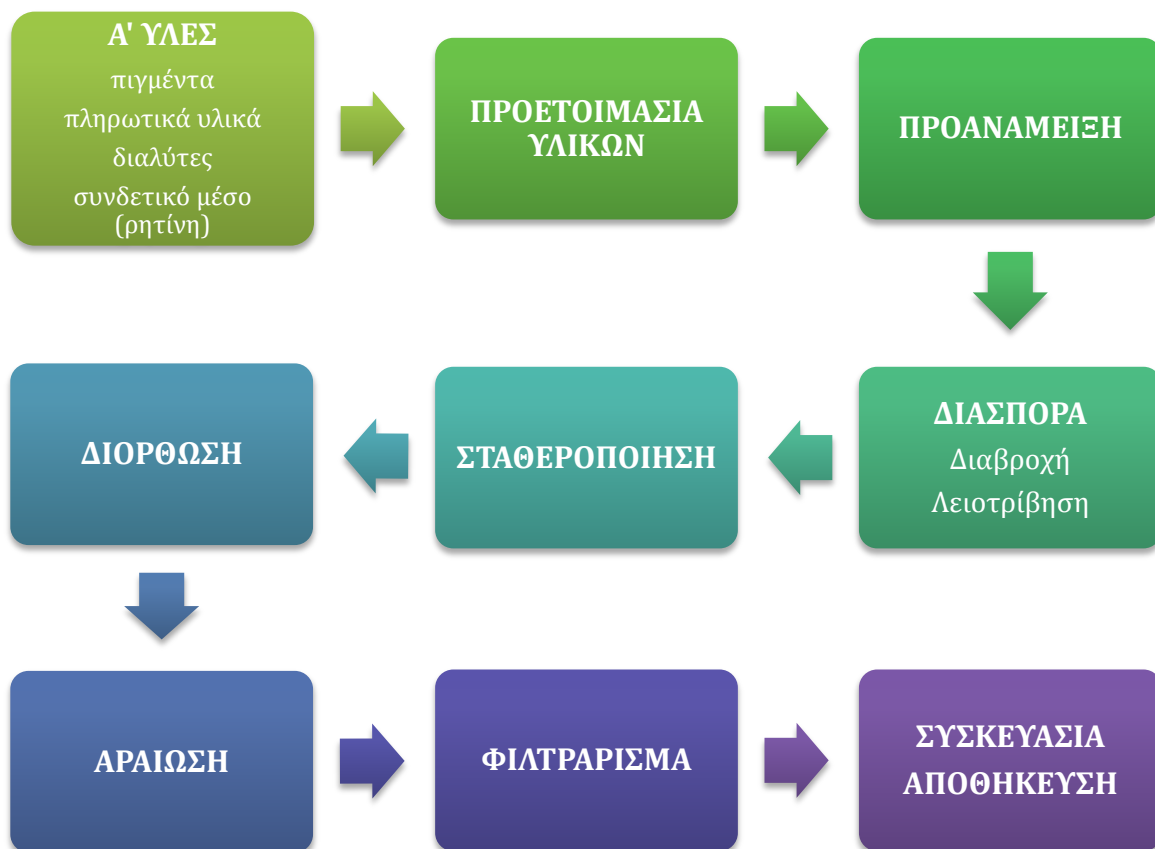 Α' ΥΛΕΣ
πιγμέντα
πληρωτικά υλικά
διαλύτες
συνδετικό μέσο
(ρητίνη)
ΠΡΟΕΤΟΙΜΑΣΙΑ
ΥΛΙΚΩΝ
ΠΡΟΑΝΑΜΕΙΞΗ
ΔΙΑΣΠΟΡΑ
Διαβροχή
Λειοτρίβηση
ΣΤΑΘΕΡΟΠΟΙΗΣΗ
ΔΙΟΡΘΩΣΗ
ΑΡΑΙΩΣΗ
ΦΙΛΤΡΑΡΙΣΜΑ
ΣΥΣΚΕΥΑΣΙΑ
ΑΠΟΘΗΚΕΥΣΗ